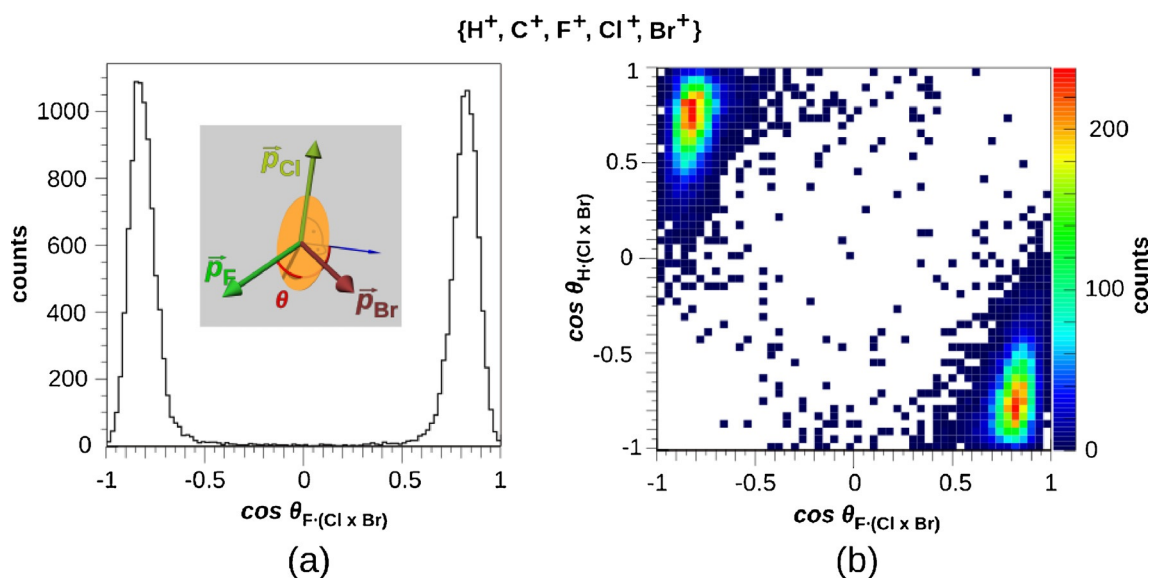 {H+, C+, F+, Cl+, Br+}
1000
800
600
400
200
0
counts
-1
-0.5
0
0.5
1
cos θF·(Cl x Br)
p⃗Cl
p⃗F
p⃗Br
θ
(a)
1
0.5
0
-0.5
-1
cos θH·(Cl x Br)
-1
-0.5
0
0.5
1
cos θF·(Cl x Br)
200
100
0
counts
(b)